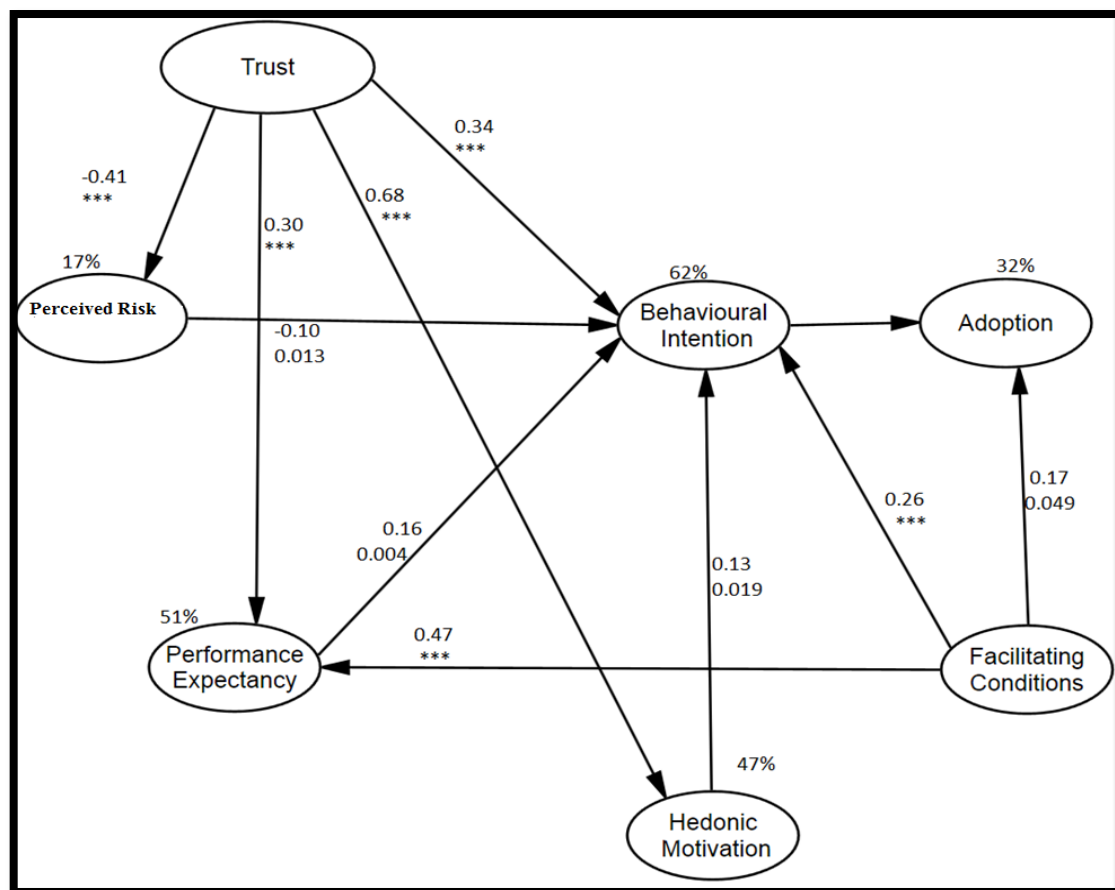 Trust
0.34
***
-0.41
***
0.68
***
0.30
***
17%
62%
32%
Perceived Risk
Behavioural
Intention
Adoption
-0.10
0.013
0.17
0.049
0.26
***
0.16
0.004
0.13
0.019
51%
0.47
***
Performance
Expectancy
Facilitating
Conditions
47%
Hedonic
Motivation